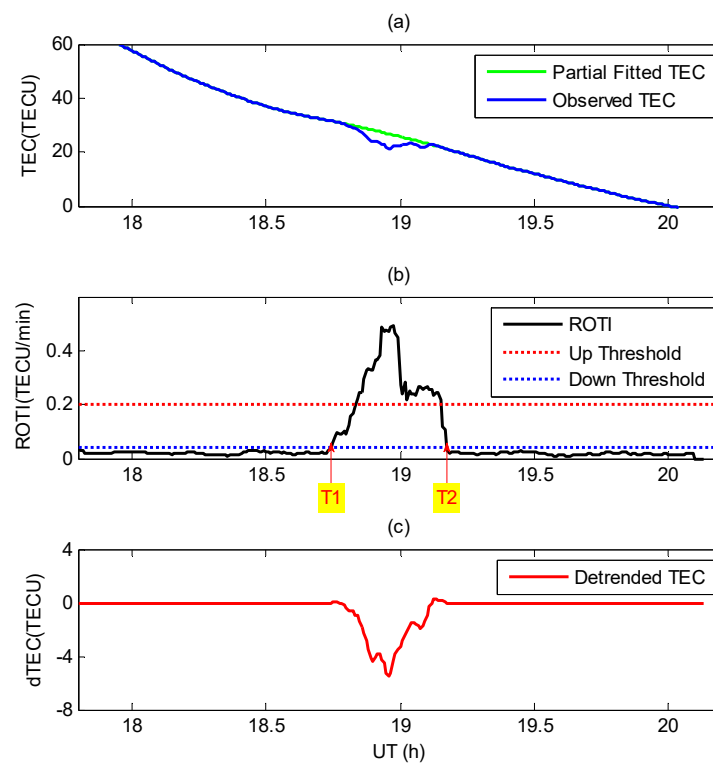 (a)
60
40
20
0
TEC(TECU)
Partial Fitted TEC
Observed TEC
18 18.5 19 19.5 20
(b)
0.4
0.2
0
ROTI(TECU/min)
ROTI
Up Threshold
Down Threshold
18 18.5 19 19.5 20
T1 T2
(c)
4
0
-4
-8
dTEC(TECU)
Detrended TEC
18 18.5 19 19.5 20
UT (h)